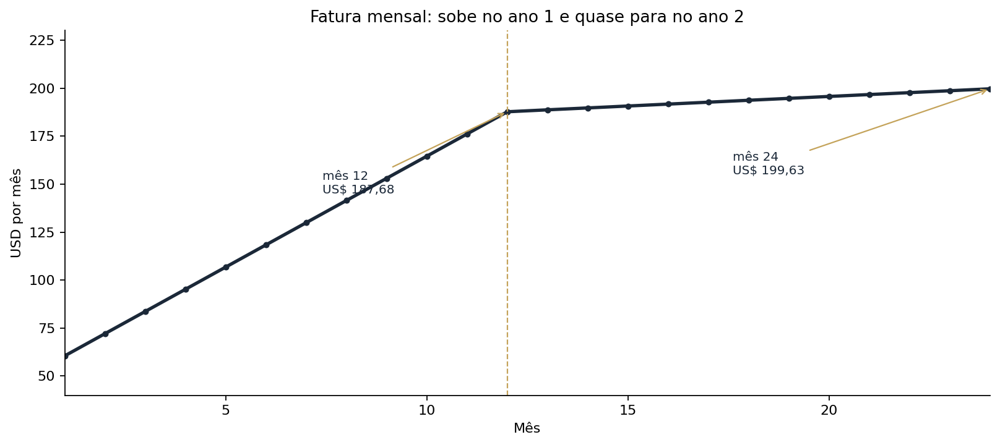 Fatura mensal: sobe no ano 1 e quase para no ano 2
USD por mês
225
200
175
150
125
100
75
50
mês 12
US$ 187,68
mês 24
US$ 199,63
5
10
15
20
Mês